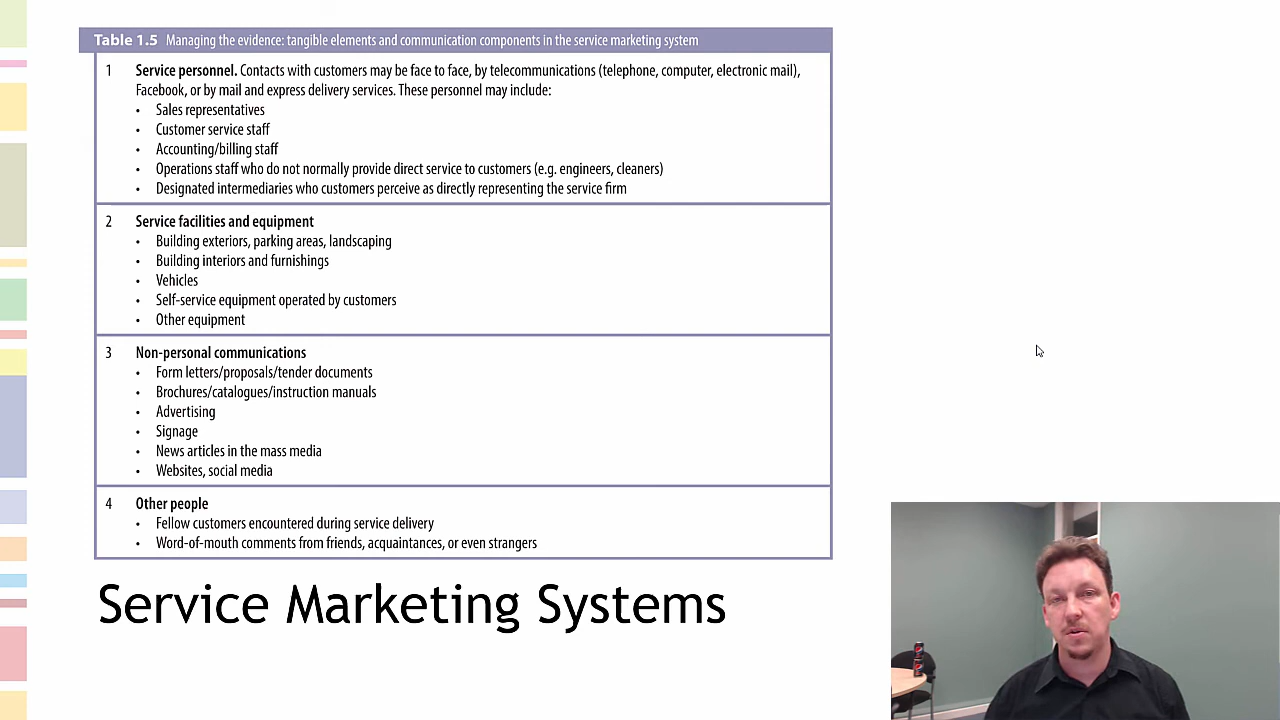 Table 1.5 Managing the evidence: tangible elements and communication components in the service marketing system
1 Service personnel. Contacts with customers may be face to face, by telecommunications (telephone, computer, electronic mail),
Facebook, or by mail and express delivery services. These personnel may include:
• Sales representatives
• Customer service staff
• Accounting/billing staff
• Operations staff who do not normally provide direct service to customers (e.g. engineers, cleaners)
• Designated intermediaries who customers perceive as directly representing the service firm
2 Service facilities and equipment
• Building exteriors, parking areas, landscaping
• Building interiors and furnishings
• Vehicles
• Self-service equipment operated by customers
• Other equipment
3 Non-personal communications
• Form letters/proposals/tender documents
• Brochures/catalogues/instruction manuals
• Advertising
• Signage
• News articles in the mass media
• Websites, social media
4 Other people
• Fellow customers encountered during service delivery
• Word-of-mouth comments from friends, acquaintances, or even strangers
Service Marketing Systems